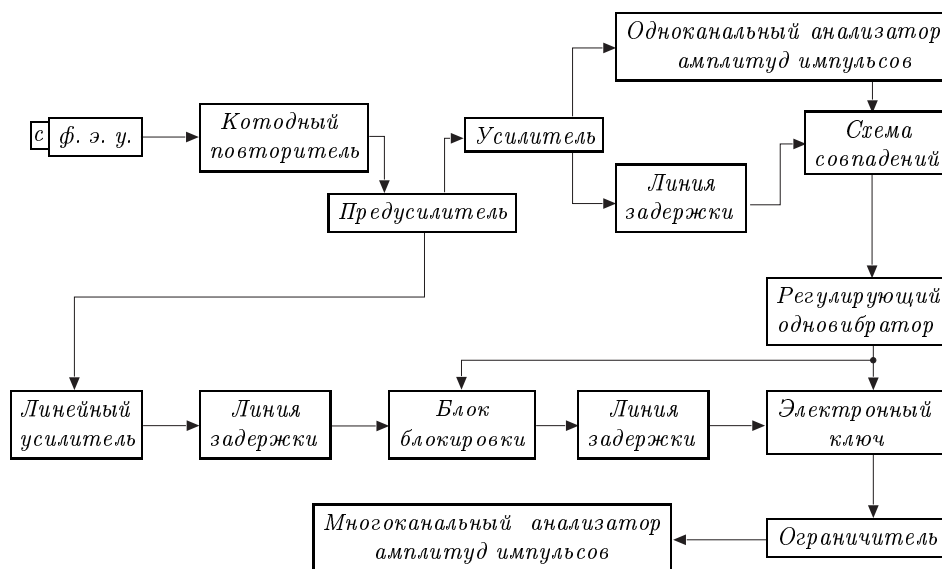 Одноканальный анализатор
амплитуд импульсов
с
ф. э. у.
Котодный
повторитель
Усилитель
Схема
совпадений
Линия
задержки
Предусилитель
Регулирующий
одновибратор
Линейный
усилитель
Линия
задержки
Блок
блокировки
Линия
задержки
Электронный
ключ
Многоканальный анализатор
амплитуд импульсов
Ограничитель